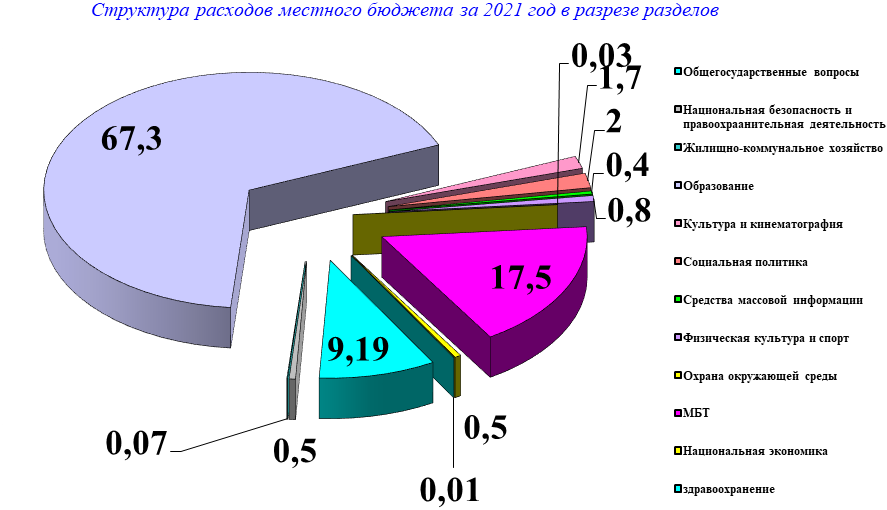 Структура расходов местного бюджета за 2021 год в разрезе разделов
0,03
1,7
2
0,4
0,8
67,3
17,5
9,19
0,07
0,5
0,5
0,01
Общегосударственные вопросы
Национальная безопасность и
правоохраанительная деятельность
Жилищно-коммунальное хозяйство
Образование
Культура и кинематография
Социальная политика
Средства массовой информации
Физическая культура и спорт
Охрана окружающей среды
МБТ
Национальная экономика
здравоохранение